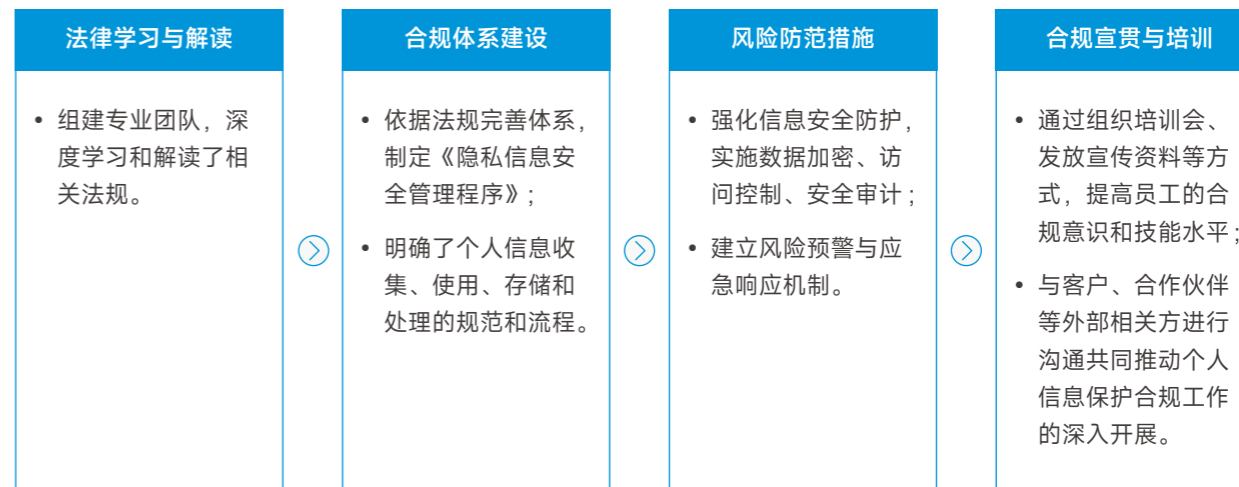 法律学习与解读
• 组建专业团队，深
度学习和解读了相
关法规。
合规体系建设
• 依据法规完善体系，
制定《隐私信息安
全管理程序》；
• 明确了个人信息收
集、使用、存储和
处理的规范和流程。
风险防范措施
• 强化信息安全防护，
实施数据加密、访
问控制、安全审计；
• 建立风险预警与应
急响应机制。
合规宣贯与培训
• 通过组织培训会、
发放宣传资料等方
式，提高员工的合
规意识和技能水平；
• 与客户、合作伙伴
等外部相关方进行
沟通共同推动个人
信息保护合规工作
的深入开展。